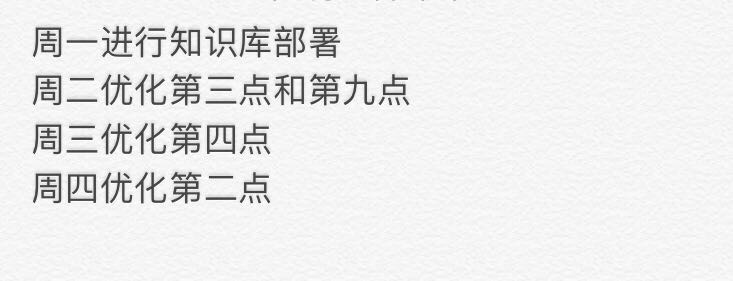 周一进行知识库部署
周二优化第三点和第九点
周三优化第四点
周四优化第二点